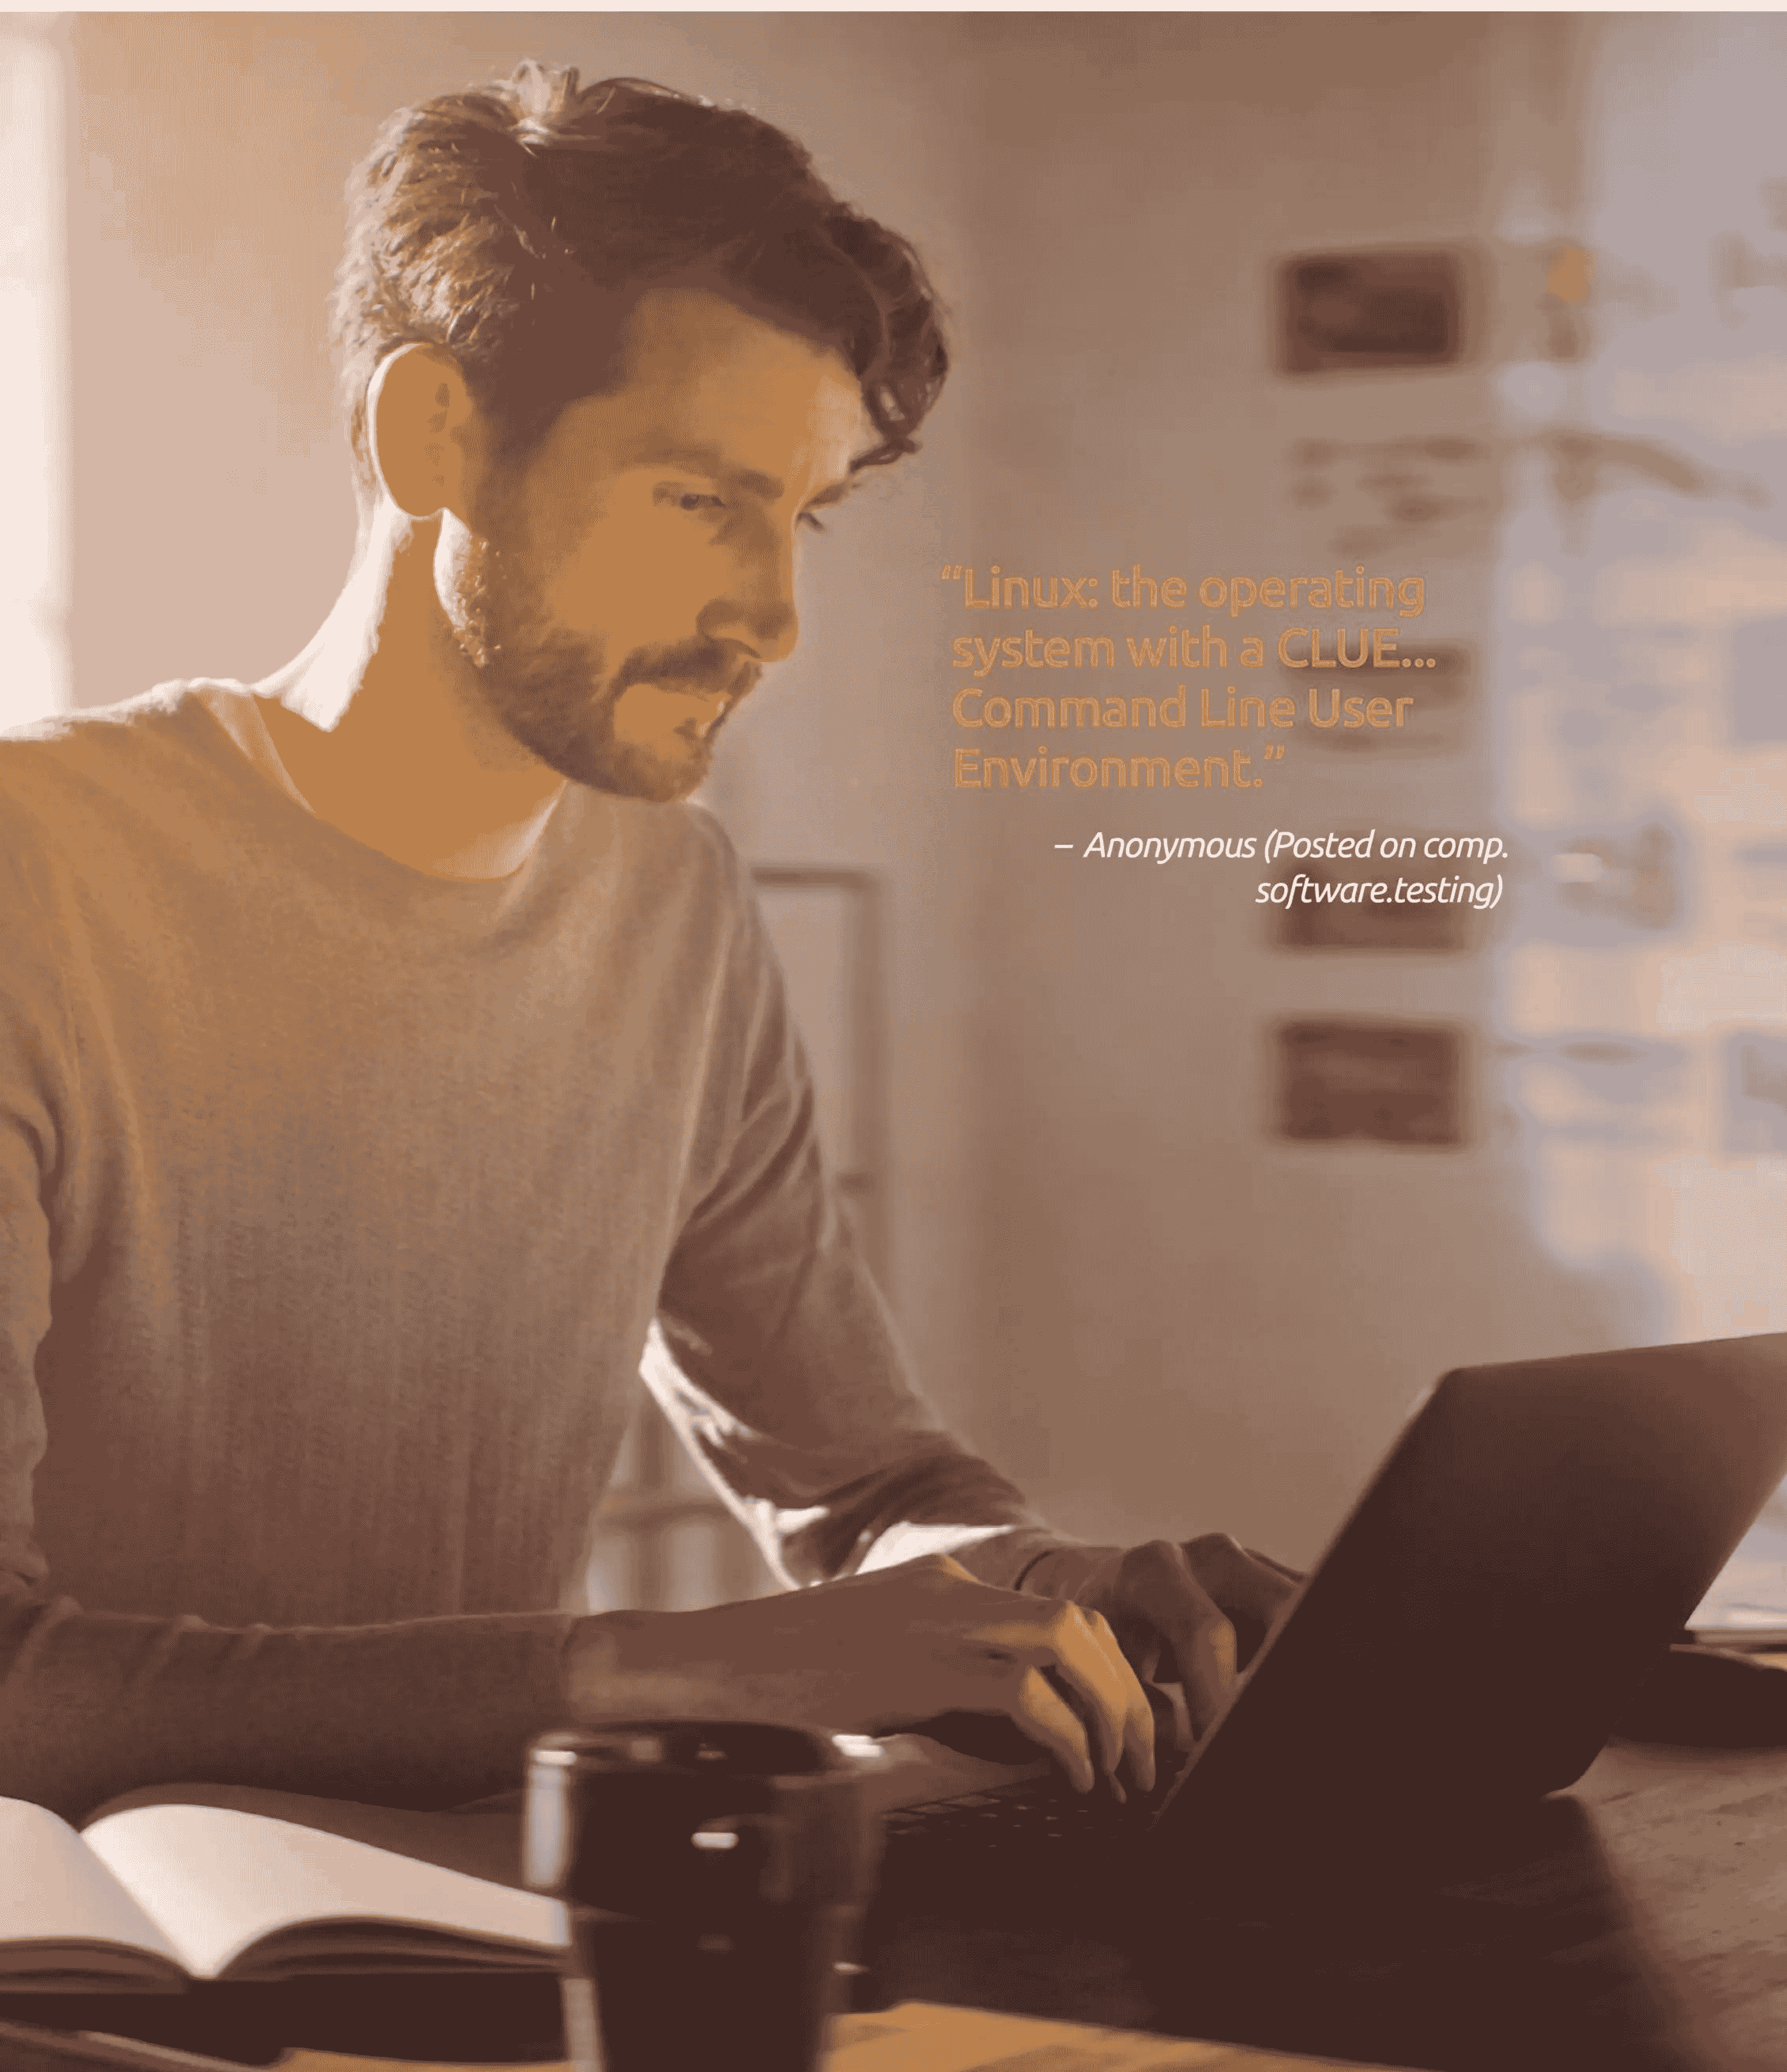 “Linux: the operating
system with a CLUE...
Command Line User
Environment.”
– Anonymous (Posted on comp.
software.testing)